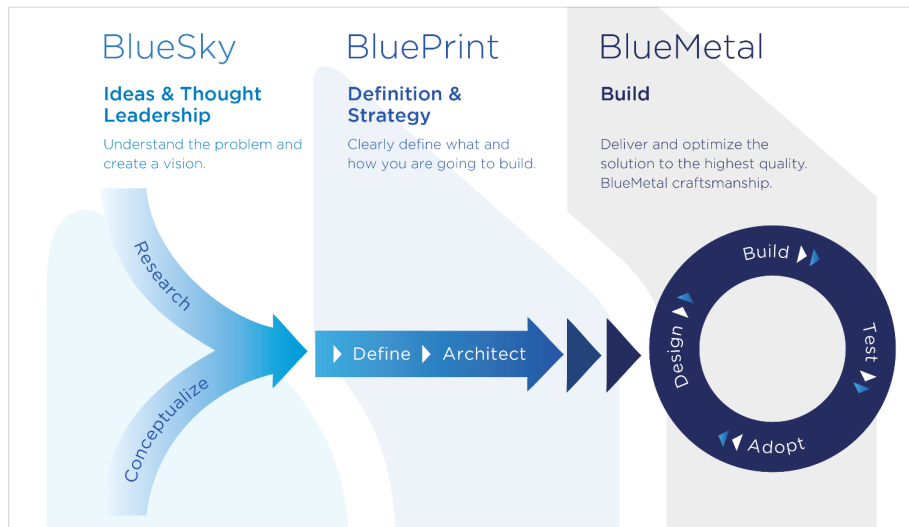 BlueSky
Ideas & Thought
Leadership
Understand the problem and
create a vision.
BluePrint
Definition &
Strategy
Clearly define what and
how you are going to build.
BlueMetal
Build
Deliver and optimize the
solution to the highest quality.
BlueMetal craftsmanship.
Research
Conceptualize
Define
Architect
Build
Test
Adopt
Design